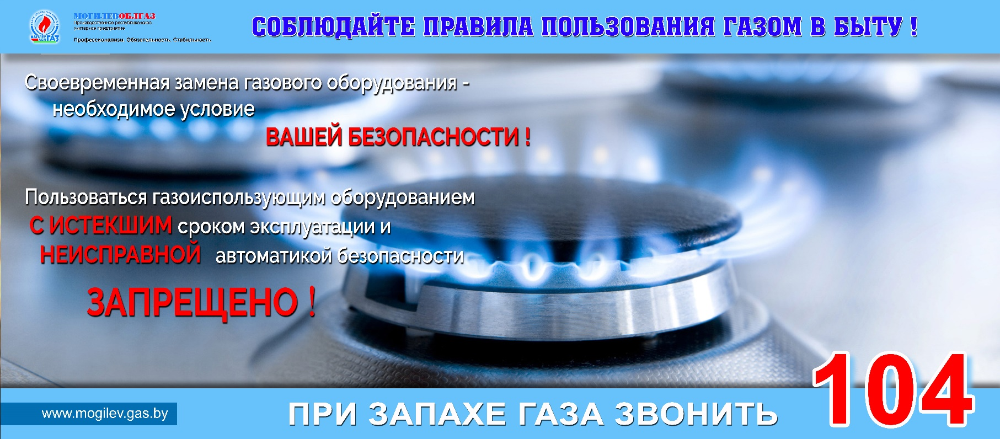 МОГИЛЕВОБЛГАЗ
Производственное республиканское
унитарное предприятие
Профессионализм. Обязательность. Стабильность
СОБЛЮДАЙТЕ ПРАВИЛА ПОЛЬЗОВАНИЯ ГАЗОМ В БЫТУ !
Своевременная замена газового оборудования -
необходимое условие
ВАШЕЙ БЕЗОПАСНОСТИ !
Пользоваться газоиспользующим оборудованием
С ИСТЕКШИМ сроком эксплуатации и
НЕИСПРАВНОЙ автоматикой безопасности
ЗАПРЕЩЕНО !
www.mogilev.gas.by
ПРИ ЗАПАХЕ ГАЗА ЗВОНИТЬ 104